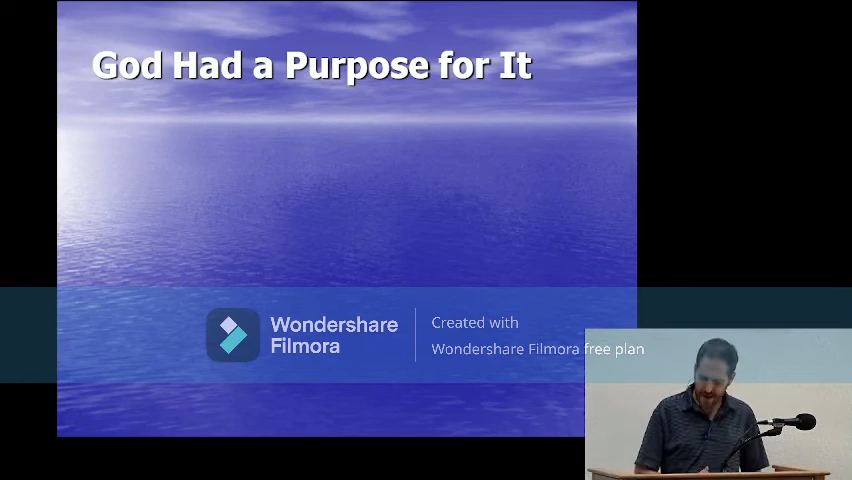 God Had a Purpose for It
Wondershare
Filmora
Created with
Wondershare Filmora free plan